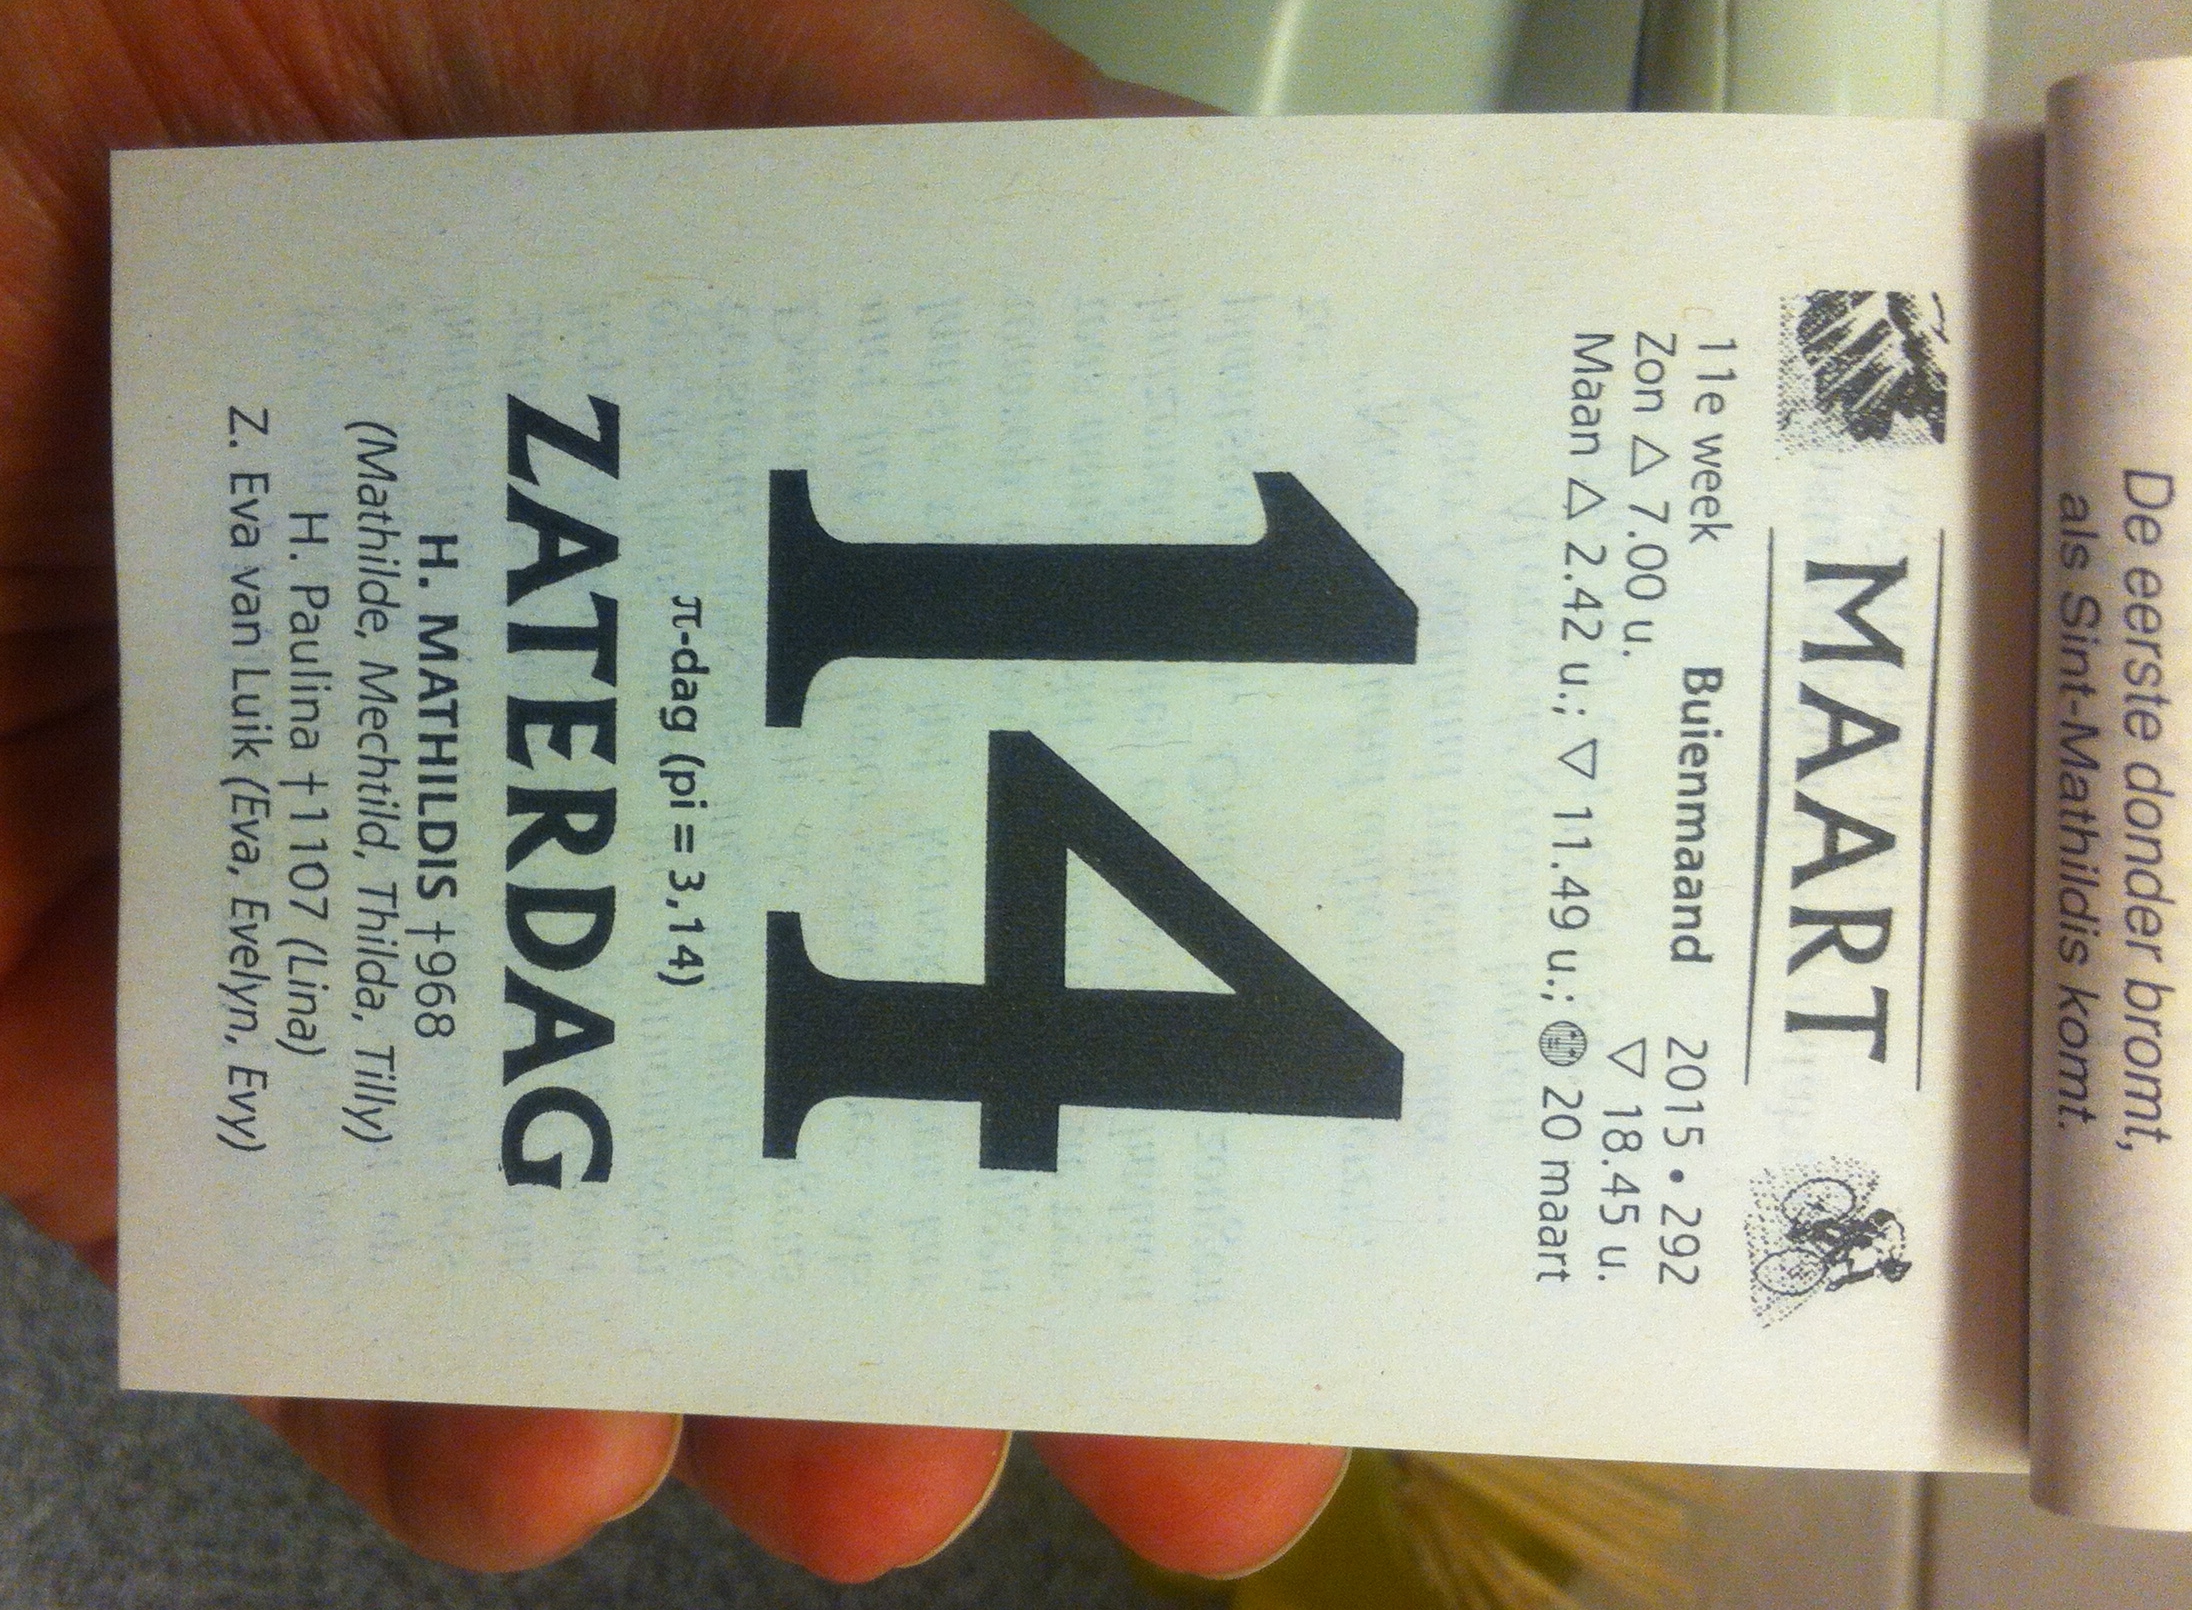 De eerste donder bromt,
als Sint-Mathildis komt.
MAART
11e week Buienmaand 2015 • 292
Zon △ 7.00 u. ▽ 18.45 u.
Maan △ 2.42 u.; ▽ 11.49 u.; 20 maart
14
π-dag (pi = 3,14)
ZATERDAG
H. MATHILDIS †968
(Mathilde, Mechtild, Thilda, Tilly)
H. Paulina †1107 (Lina)
Z. Eva van Luik (Eva, Evelyn, Evy)